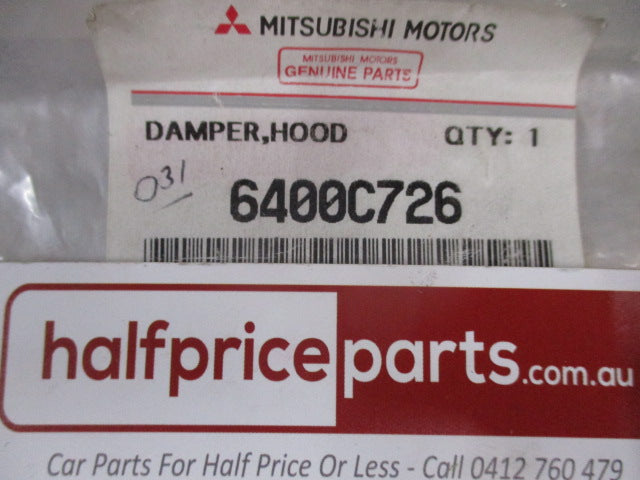 MITSUBISHI MOTORS
MITSUBISHI MOTORS
GENUINE PARTS
DAMPER,HOOD QTY: 1
031
6400C726
halfpriceparts.com.au
Car Parts For Half Price Or Less - Call 0412 760 479